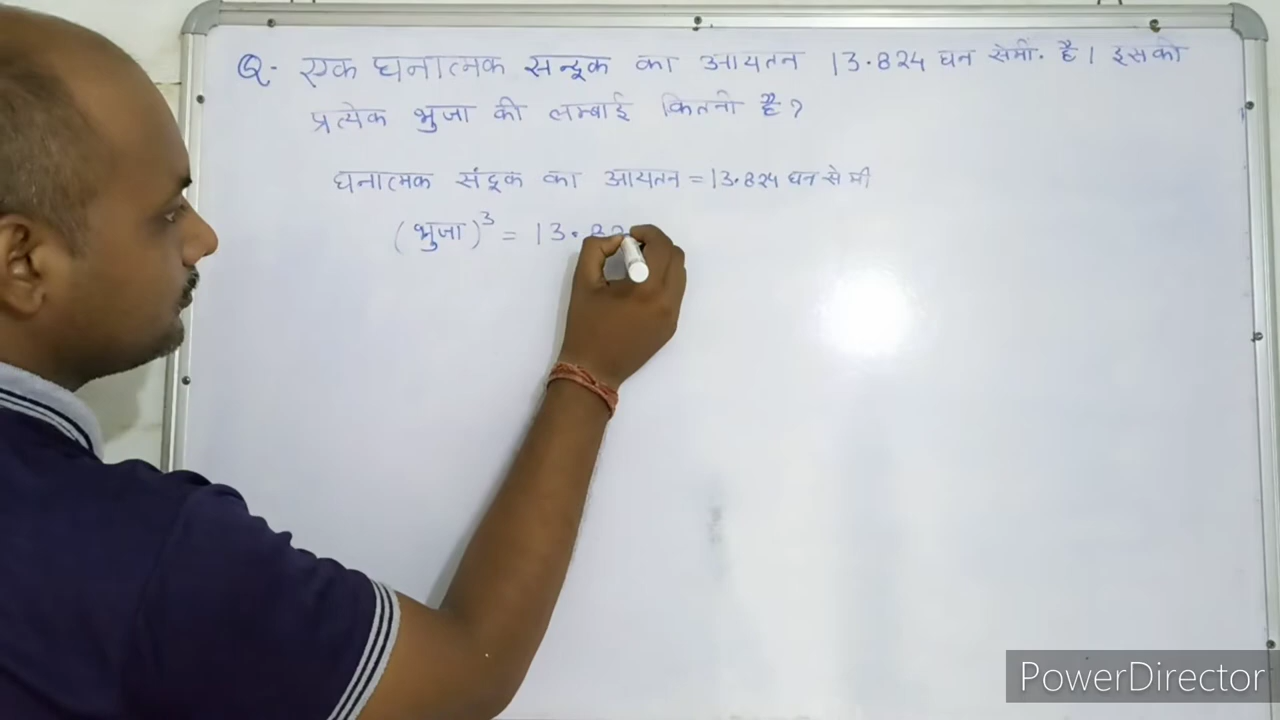 Q. एक घनात्मक सन्दूक का आयतन 13.824 घन सेमी. है। इसकी
प्रत्येक भुजा की लम्बाई कितनी है?
घनात्मक संदूक का आयतन = 13.824 घन से मी
(भुजा)³ = 13.82
PowerDirector